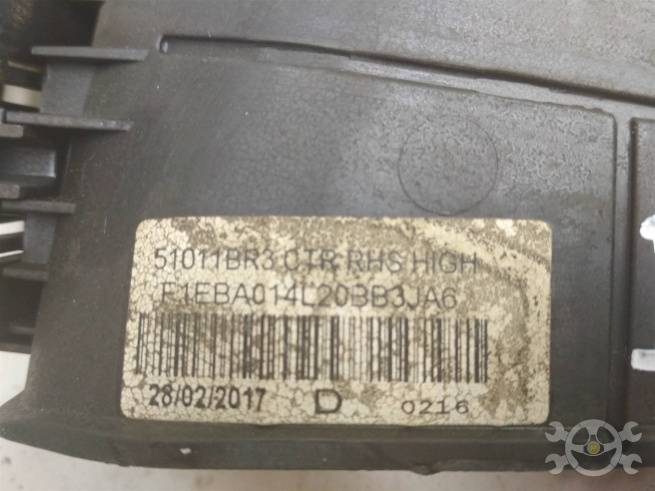 51011BR3 CTR RHS HIGH
F1EBA014L20BB3JA6
28/02/2017 D 0216